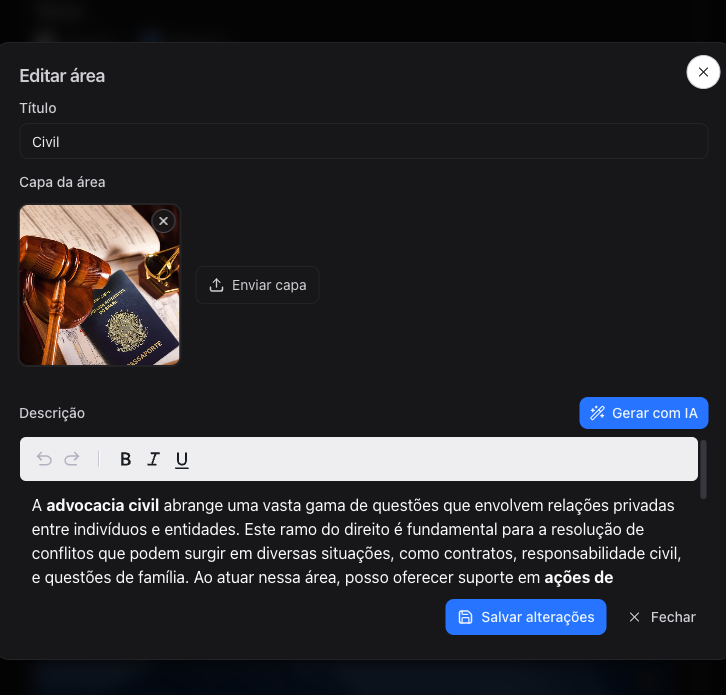 Editar área
Título
Civil
Capa da área
DO BRASIL
PASSAPORTE
Enviar capa
Descrição
Gerar com IA
B I U
A advocacia civil abrange uma vasta gama de questões que envolvem relações privadas
entre indivíduos e entidades. Este ramo do direito é fundamental para a resolução de
conflitos que podem surgir em diversas situações, como contratos, responsabilidade civil,
e questões de família. Ao atuar nessa área, posso oferecer suporte em ações de
Salvar alterações
Fechar